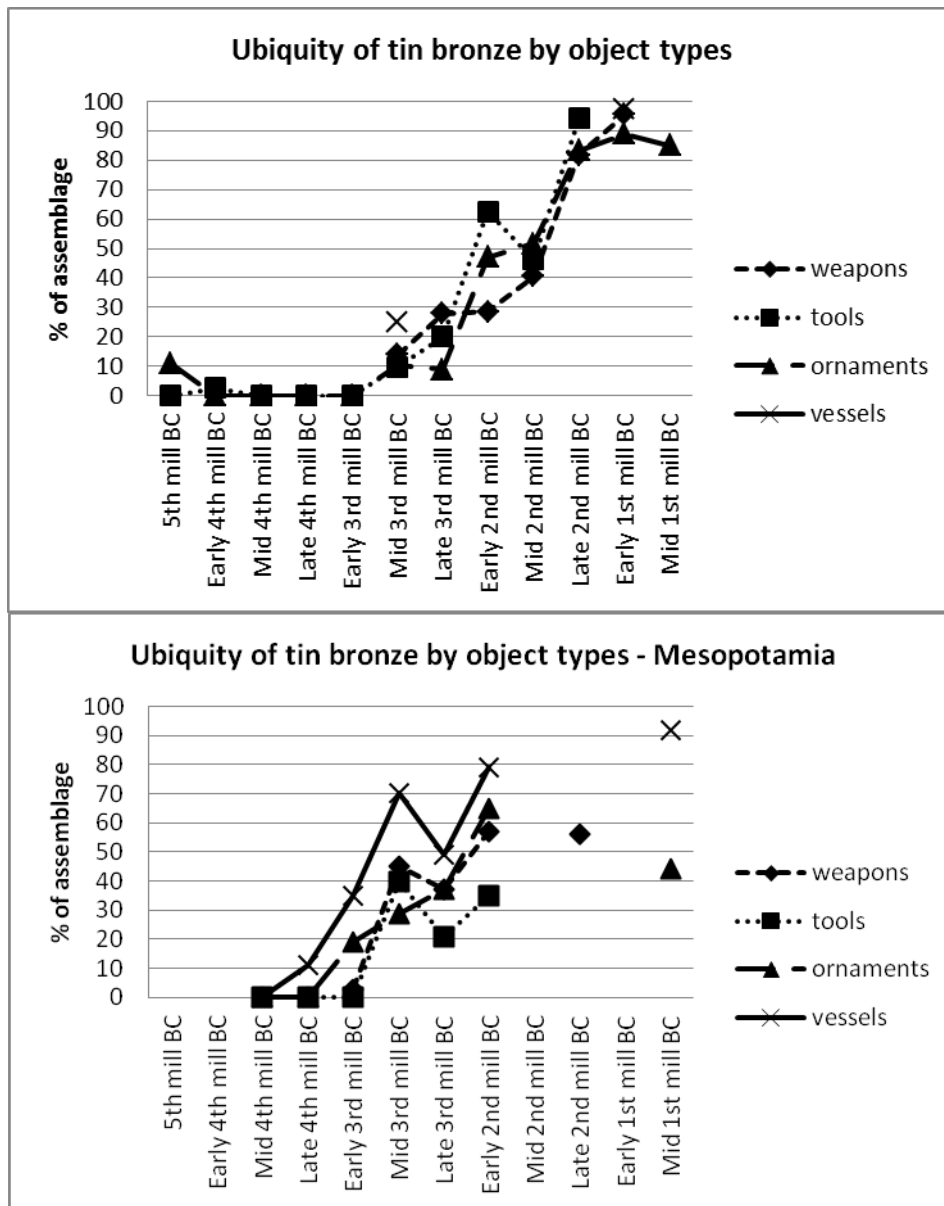 Ubiquity of tin bronze by object types
% of assemblage
100
90
80
70
60
50
40
30
20
10
0
5th mill BC
Early 4th mill BC
Mid 4th mill BC
Late 4th mill BC
Early 3rd mill BC
Mid 3rd mill BC
Late 3rd mill BC
Early 2nd mill BC
Mid 2nd mill BC
Late 2nd mill BC
Early 1st mill BC
Mid 1st mill BC
weapons
tools
ornaments
vessels
Ubiquity of tin bronze by object types - Mesopotamia
% of assemblage
100
90
80
70
60
50
40
30
20
10
0
5th mill BC
Early 4th mill BC
Mid 4th mill BC
Late 4th mill BC
Early 3rd mill BC
Mid 3rd mill BC
Late 3rd mill BC
Early 2nd mill BC
Mid 2nd mill BC
Late 2nd mill BC
Early 1st mill BC
Mid 1st mill BC
weapons
tools
ornaments
vessels